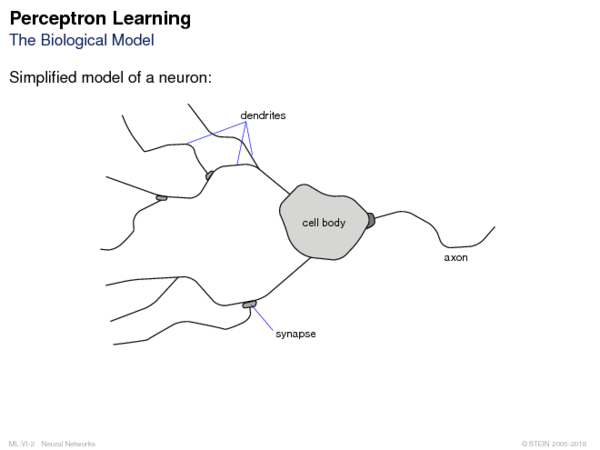 Perceptron Learning
The Biological Model
Simplified model of a neuron:
dendrites
cell body
axon
synapse
ML:VI-2 Neural Networks
© STEIN 2005-2018